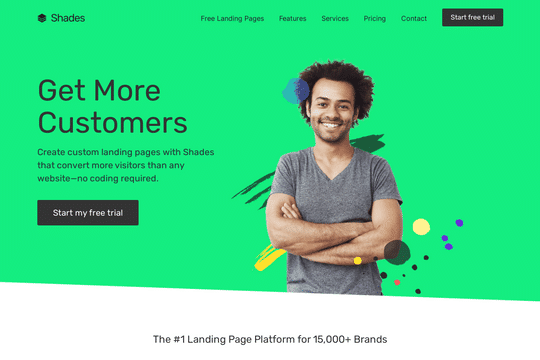 Shades
Free Landing Pages
Features
Services
Pricing
Contact
Start free trial
Get More
Customers
Create custom landing pages with Shades
that convert more visitors than any
website—no coding required.
Start my free trial
The #1 Landing Page Platform for 15,000+ Brands